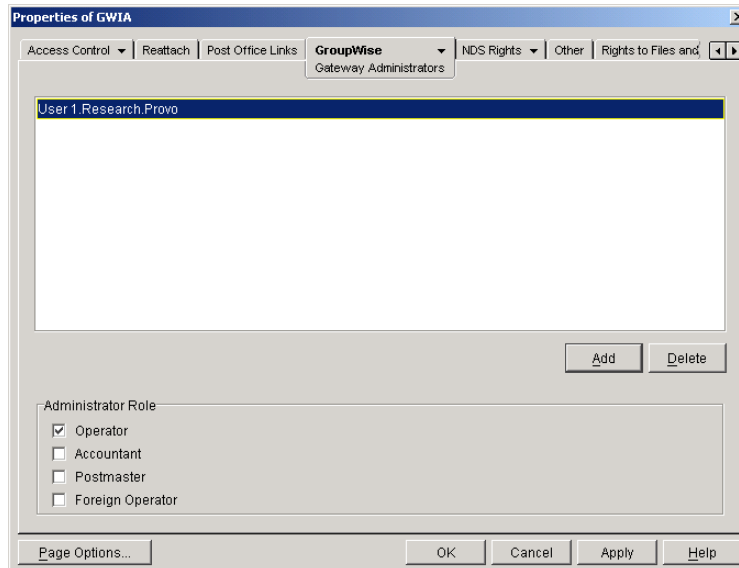 Properties of GWIA
Access Control Reattach Post Office Links GroupWise NDS Rights Other Rights to Files and
Gateway Administrators
User 1.Research.Provo
Add Delete
Administrator Role
Operator
Accountant
Postmaster
Foreign Operator
Page Options... OK Cancel Apply Help